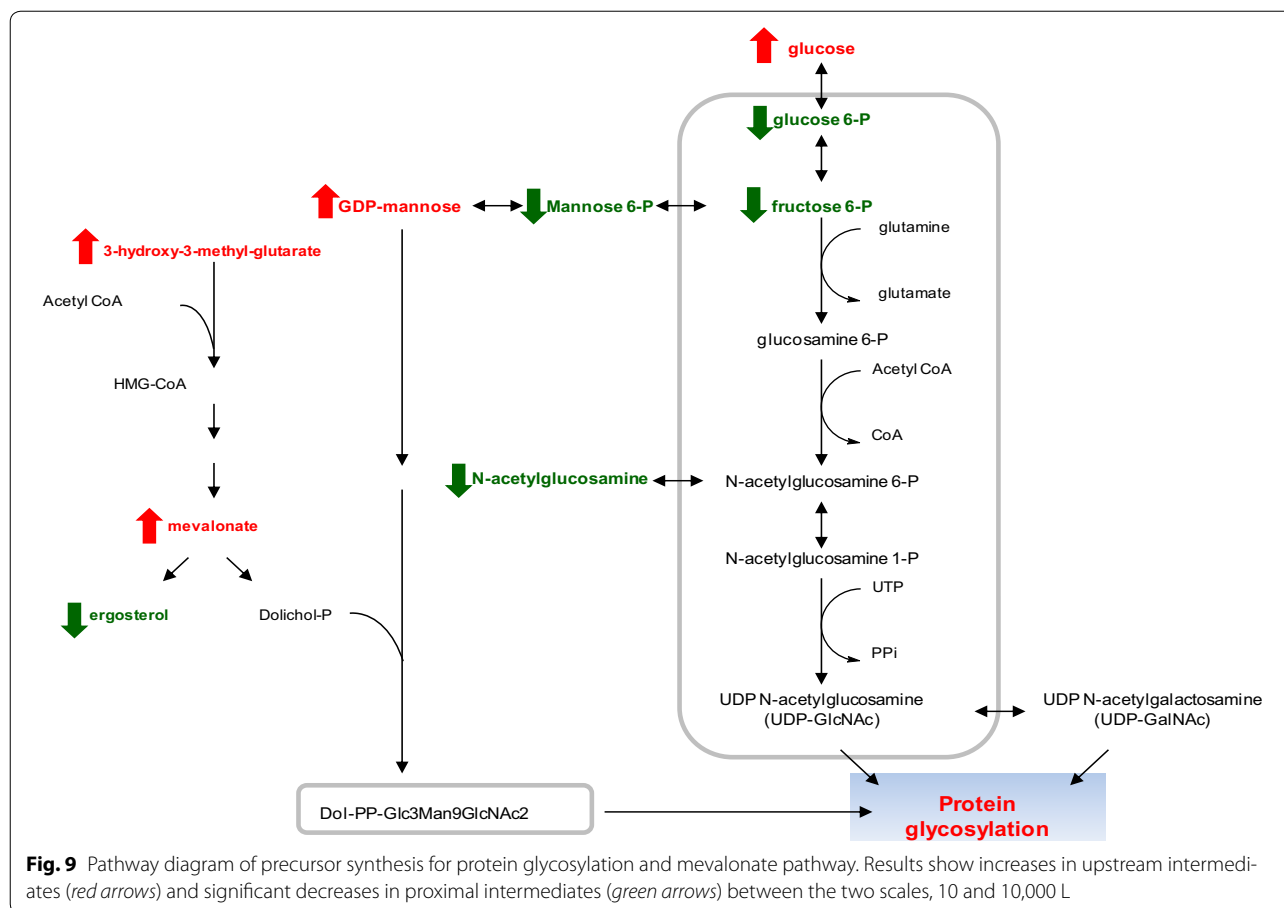 glucose
glucose 6-P
GDP-mannose
Mannose 6-P
fructose 6-P
3-hydroxy-3-methyl-glutarate
glutamine
Acetyl CoA
glutamate
glucosamine 6-P
HMG-CoA
Acetyl CoA
CoA
N-acetylglucosamine
N-acetylglucosamine 6-P
mevalonate
N-acetylglucosamine 1-P
UTP
ergosterol
Dolichol-P
PPi
UDP N-acetylglucosamine
(UDP-GlcNAc)
UDP N-acetylgalactosamine
(UDP-GalNAc)
Dol-PP-Glc3Man9GlcNAc2
Protein
glycosylation
Fig. 9 Pathway diagram of precursor synthesis for protein glycosylation and mevalonate pathway. Results show increases in upstream intermedi-
ates (red arrows) and significant decreases in proximal intermediates (green arrows) between the two scales, 10 and 10,000 L